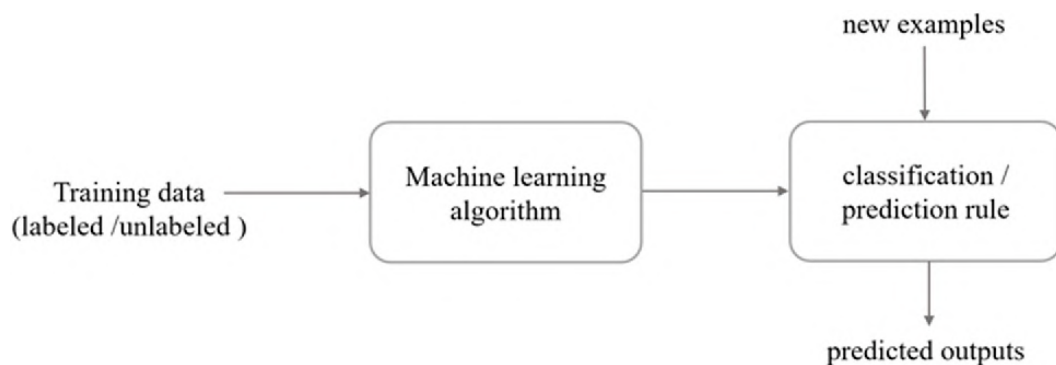 new examples
Training data
(labeled /unlabeled )
Machine learning
algorithm
classification /
prediction rule
predicted outputs